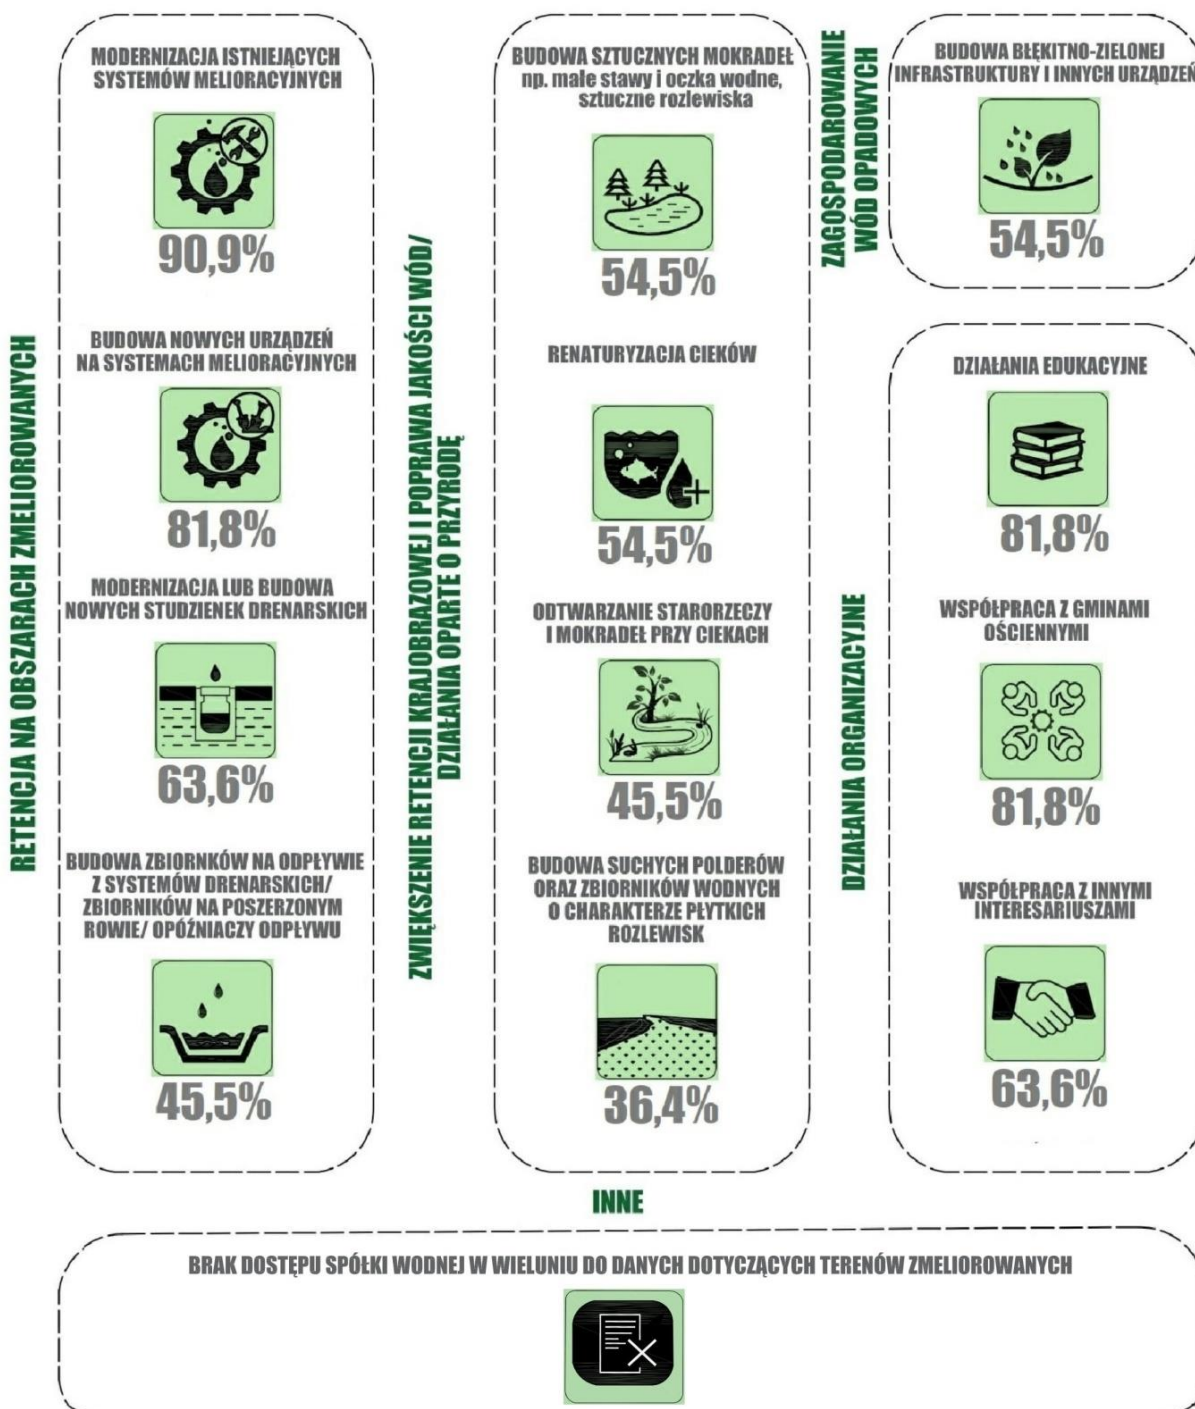 RETENCJA NA OBSZARACH ZMELIOROWANYCH
MODERNIZACJA ISTNIEJĄCYCH
SYSTEMÓW MELIORACYJNYCH
90,9%
BUDOWA NOWYCH URZĄDZEŃ
NA SYSTEMACH MELIORACYJNYCH
81,8%
MODERNIZACJA LUB BUDOWA
NOWYCH STUDZIENEK DRENARSKICH
63,6%
BUDOWA ZBIORNKÓW NA ODPŁYWIE
Z SYSTEMÓW DRENARSKICH/
ZBIORNIKÓW NA POSZERZONYM
ROWIE/ OPÓŹNIACZY ODPŁYWU
45,5%
ZWIĘKSZENIE RETENCJI KRAJOBRAZOWEJ I POPRAWA JAKOŚCI WÓD/
DZIAŁANIA OPARTE O PRZYRODĘ
BUDOWA SZTUCZNYCH MOKRADEŁ
np. małe stawy i oczka wodne,
sztuczne rozlewiska
54,5%
RENATURYZACJA CIEKÓW
54,5%
ODTWARZANIE STARORZECZY
I MOKRADEŁ PRZY CIEKACH
45,5%
BUDOWA SUCHYCH POLDERÓW
ORAZ ZBIORNIKÓW WODNYCH
O CHARAKTERZE PŁYTKICH
ROZLEWISK
36,4%
ZAGOSPODAROWANIE
WÓD OPADOWYCH
BUDOWA BŁĘKITNO-ZIELONEJ
INFRASTRUKTURY I INNYCH URZĄDZEŃ
54,5%
DZIAŁANIA ORGANIZACYJNE
DZIAŁANIA EDUKACYJNE
81,8%
WSPÓŁPRACA Z GMINAMI
OŚCIENNYMI
81,8%
WSPÓŁPRACA Z INNYMI
INTERESARIUSZAMI
63,6%
INNE
BRAK DOSTĘPU SPÓŁKI WODNEJ W WIELUNIU DO DANYCH DOTYCZĄCYCH TERENÓW ZMELIOROWANYCH